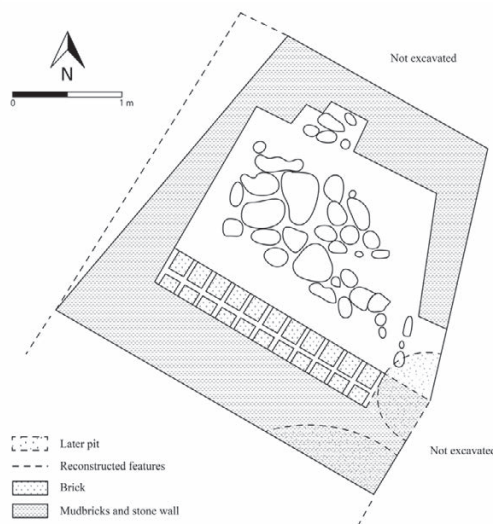 Not excavated
N
0 1 m
Not excavated
Later pit
Reconstructed features
Brick
Mudbricks and stone wall